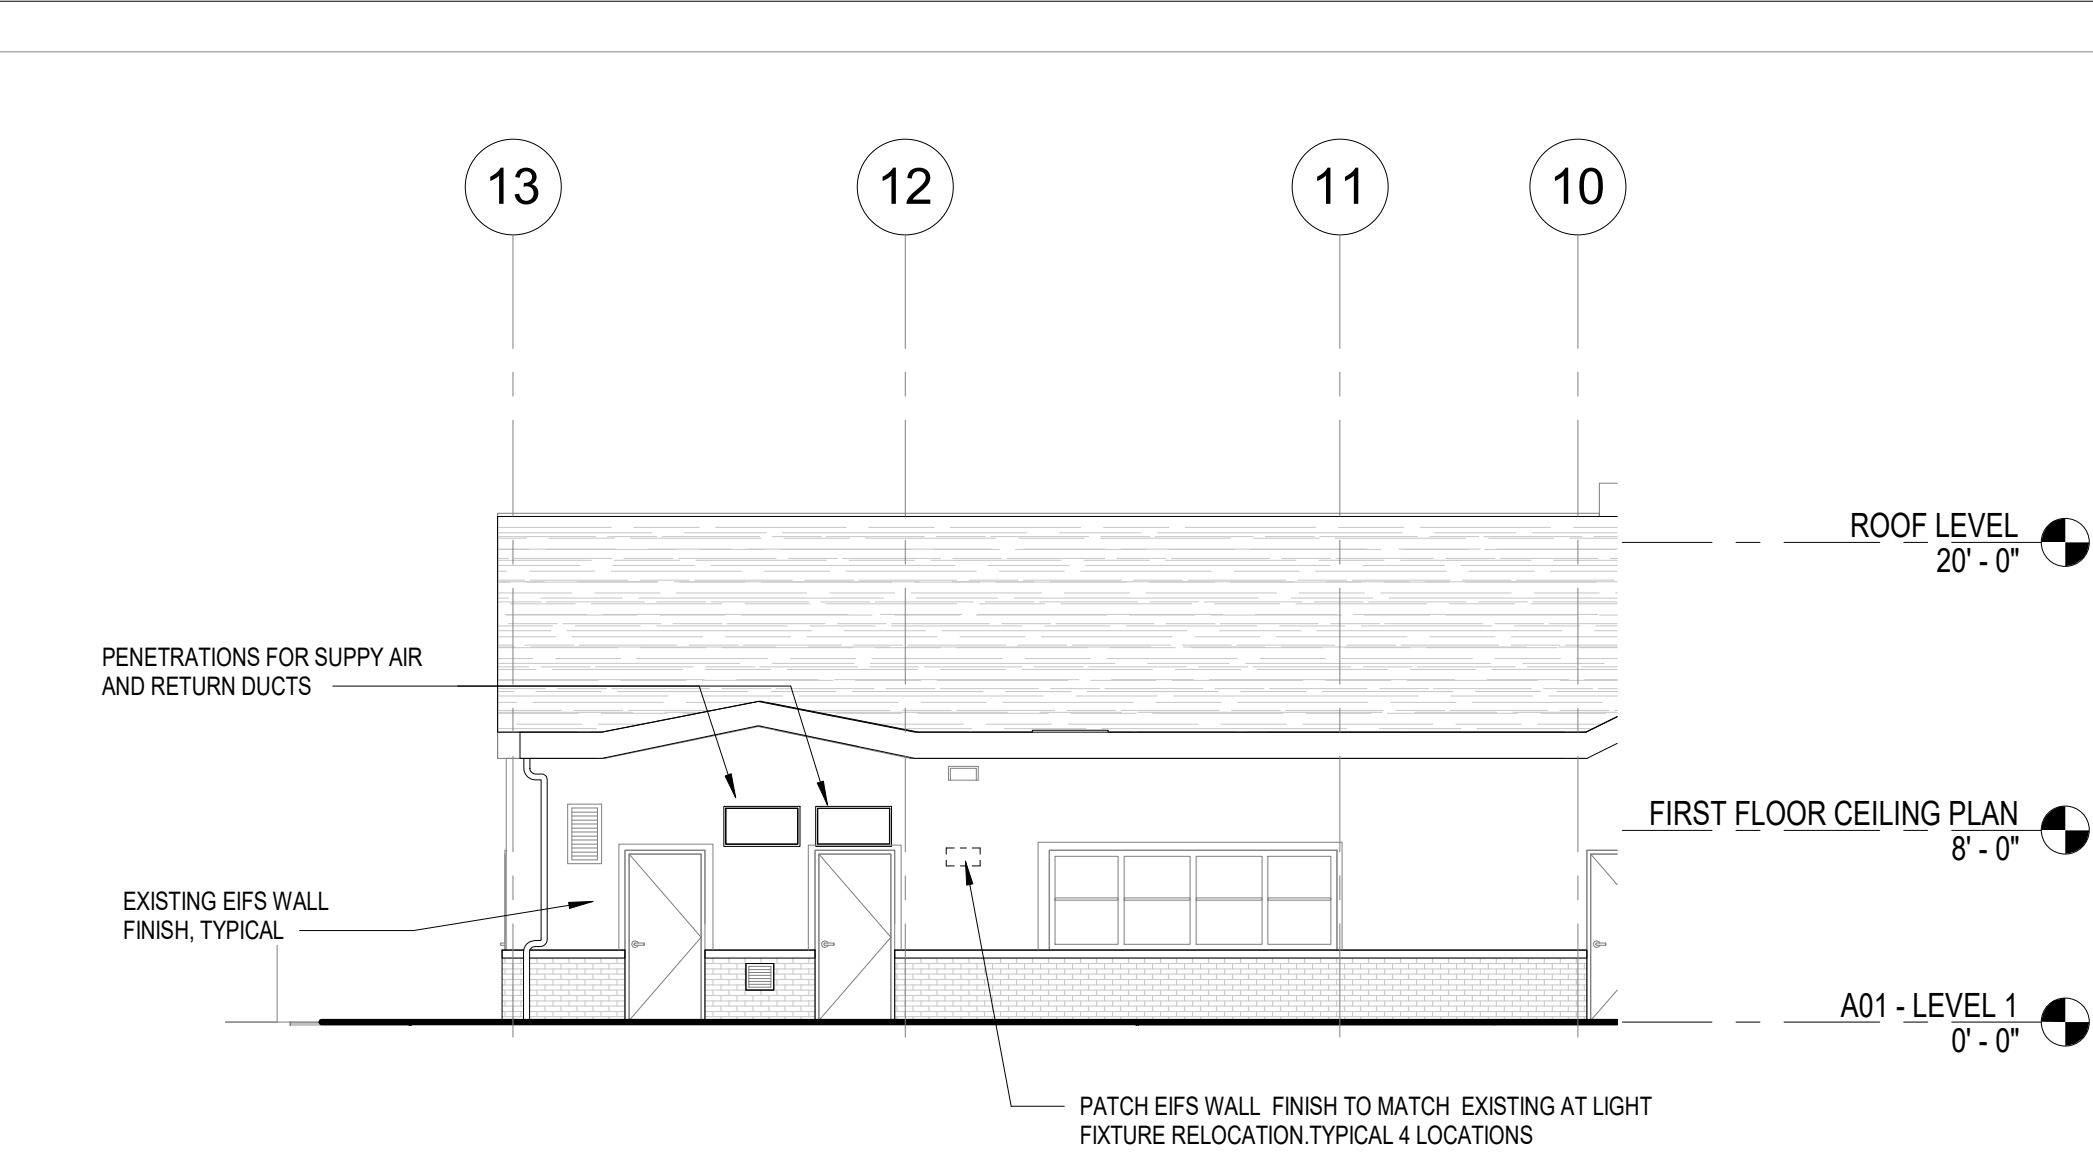 13
12
11
10
ROOF LEVEL
20' - 0"
PENETRATIONS FOR SUPPY AIR
AND RETURN DUCTS
FIRST FLOOR CEILING PLAN
8' - 0"
EXISTING EIFS WALL
FINISH, TYPICAL
A01 - LEVEL 1
0' - 0"
PATCH EIFS WALL FINISH TO MATCH EXISTING AT LIGHT
FIXTURE RELOCATION.TYPICAL 4 LOCATIONS